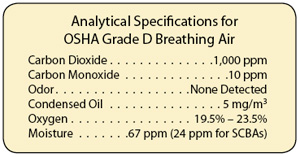 Analytical Specifications for
OSHA Grade D Breathing Air
Carbon Dioxide . . . . . . . . . . . . .1,000 ppm
Carbon Monoxide . . . . . . . . . . . . .10 ppm
Odor. . . . . . . . . . . . . . . . .None Detected
Condensed Oil . . . . . . . . . . . . . 5 mg/m³
Oxygen . . . . . . . . . . . . . 19.5% – 23.5%
Moisture . . . . . . .67 ppm (24 ppm for SCBAs)